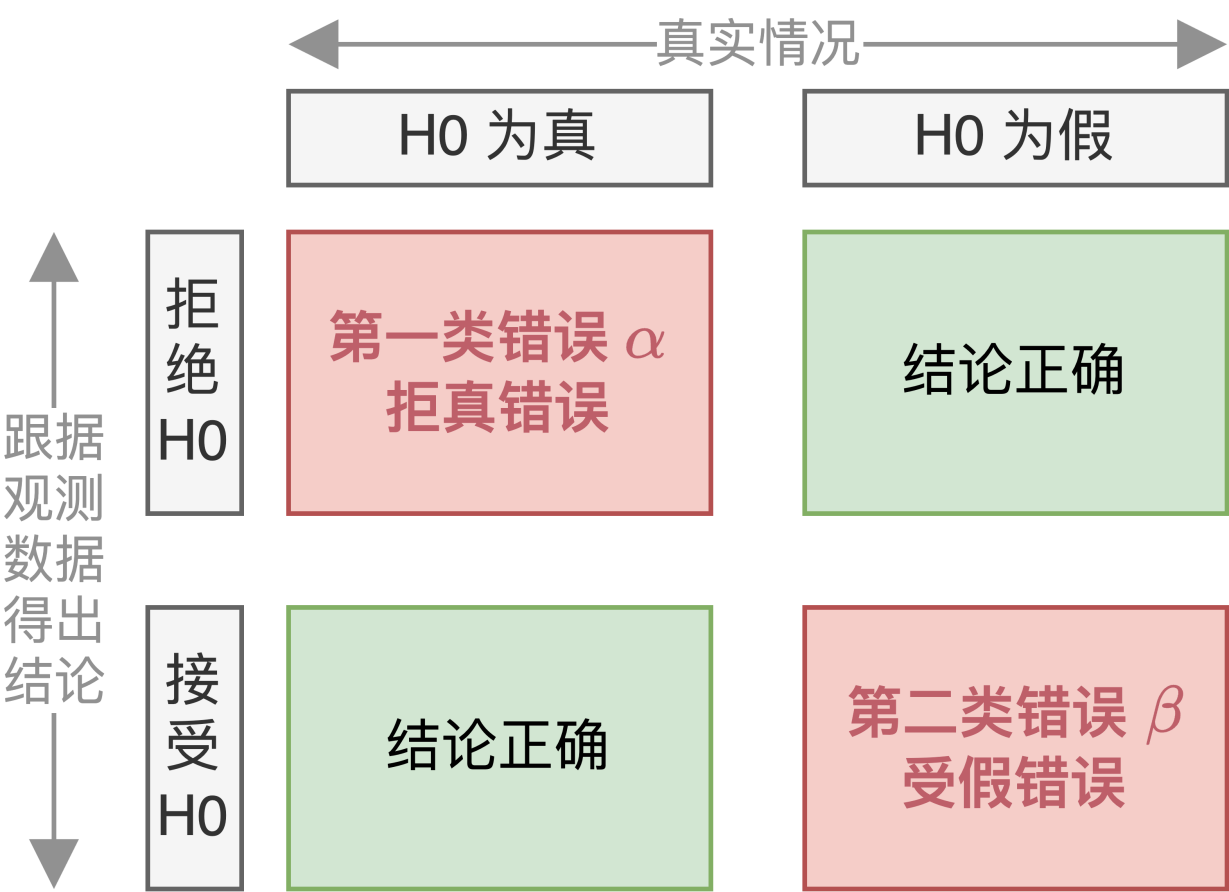 真实情况
H0 为真
H0 为假
拒
绝
H0
第一类错误 α
拒真错误
结论正确
跟据
观测
数据
得出
结论
接
受
H0
结论正确
第二类错误 β
受假错误